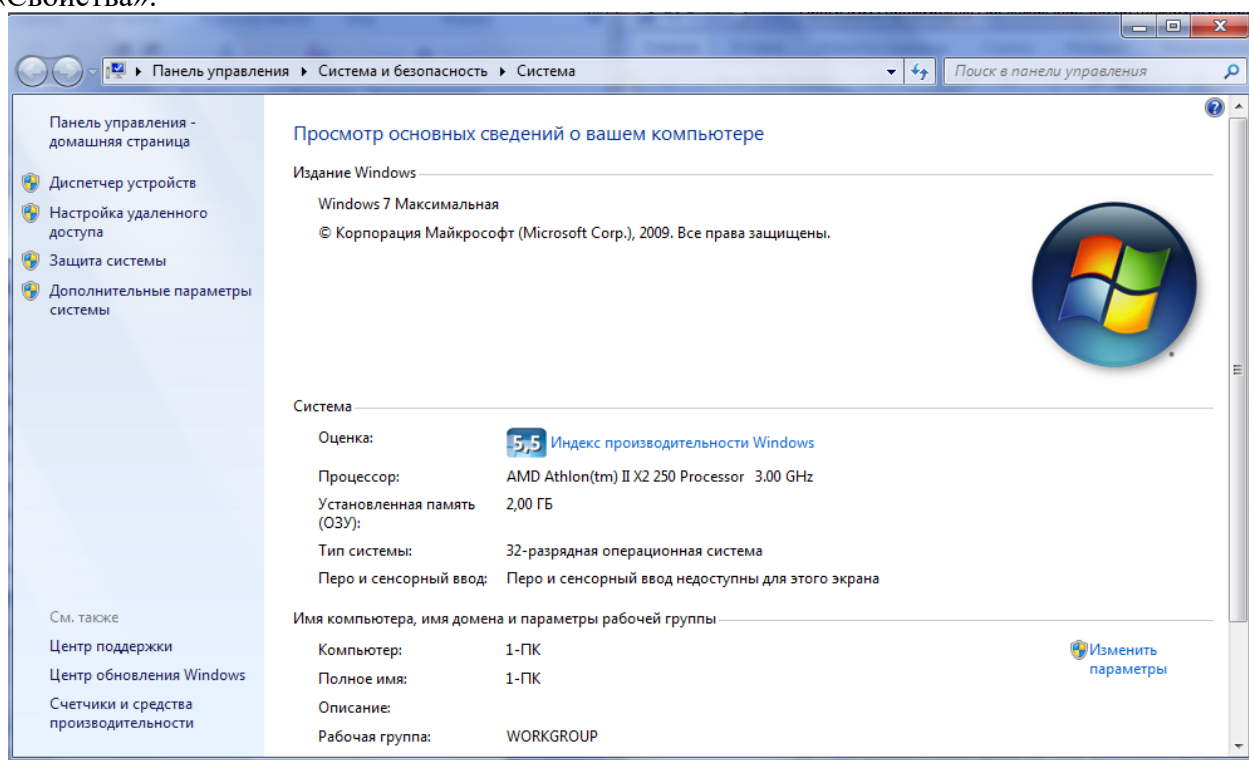 «Свойства».
Панель управления ▸ Система и безопасность ▸ Система
Поиск в панели управления
Панель управления -
домашняя страница
Диспетчер устройств
Настройка удаленного
доступа
Защита системы
Дополнительные параметры
системы
См. также
Центр поддержки
Центр обновления Windows
Счетчики и средства
производительности
Просмотр основных сведений о вашем компьютере
Издание Windows
Windows 7 Максимальная
© Корпорация Майкрософт (Microsoft Corp.), 2009. Все права защищены.
Система
Оценка: 5,5 Индекс производительности Windows
Процессор: AMD Athlon(tm) II X2 250 Processor 3.00 GHz
Установленная память 2,00 ГБ
(ОЗУ):
Тип системы: 32-разрядная операционная система
Перо и сенсорный ввод: Перо и сенсорный ввод недоступны для этого экрана
Имя компьютера, имя домена и параметры рабочей группы
Компьютер: 1-ПК
Изменить
параметры
Полное имя: 1-ПК
Описание:
Рабочая группа: WORKGROUP